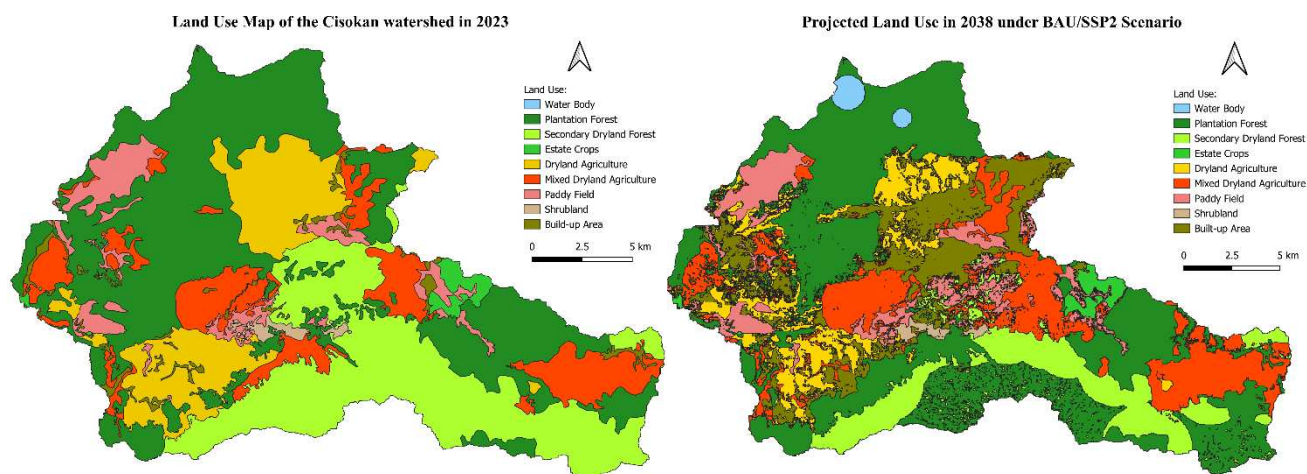 Land Use Map of the Cisokan watershed in 2023
Land Use:
Water Body
Plantation Forest
Secondary Dryland Forest
Estate Crops
Dryland Agriculture
Mixed Dryland Agriculture
Paddy Field
Shrubland
Build-up Area
0 2.5 5 km
Projected Land Use in 2038 under BAU/SSP2 Scenario
Land Use:
Water Body
Plantation Forest
Secondary Dryland Forest
Estate Crops
Dryland Agriculture
Mixed Dryland Agriculture
Paddy Field
Shrubland
Built-up Area
0 2.5 5 km